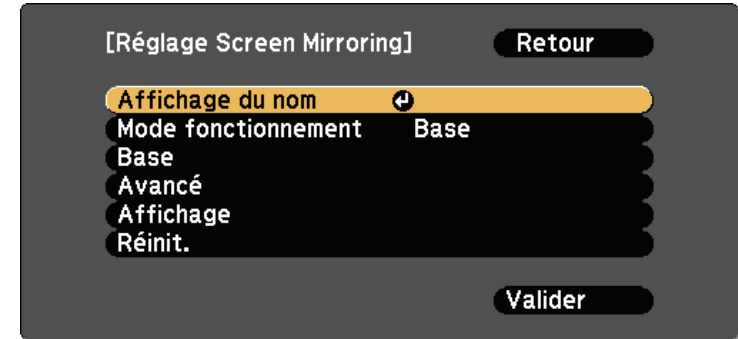 [Réglage Screen Mirroring] Retour
Affichage du nom
Mode fonctionnement Base
Base
Avancé
Affichage
Réinit.
Valider